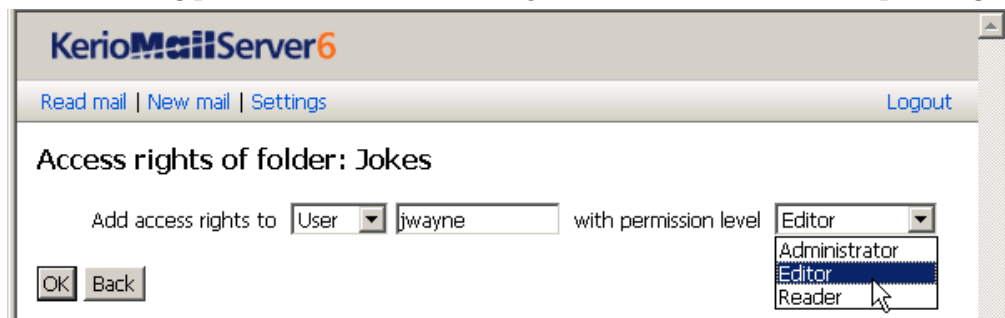 KerioMailServer6
Read mail | New mail | Settings Logout
Access rights of folder: Jokes
Add access rights to User jwayne with permission level Editor
Administrator
Editor
Reader
OK Back